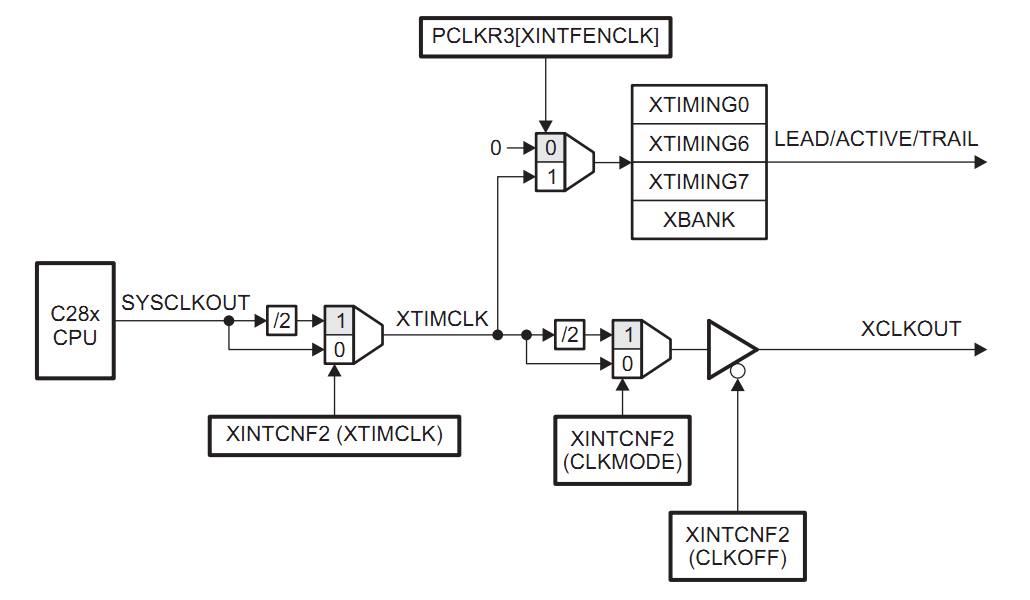 PCLKR3[XINTFENCLK]
XTIMING0
0
0
XTIMING6
LEAD/ACTIVE/TRAIL
1
XTIMING7
XBANK
C28x
CPU
SYSCLKOUT
/2
1
0
XTIMCLK
/2
1
0
XCLKOUT
XINTCNF2 (XTIMCLK)
XINTCNF2
(CLKMODE)
XINTCNF2
(CLKOFF)